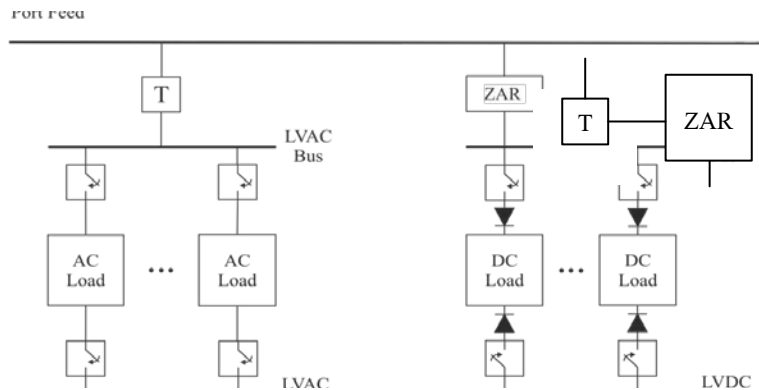 Port Feed
T
ZAR
T
ZAR
LVAC
Bus
AC
Load
...
AC
Load
DC
Load
...
DC
Load
LVAC
LVDC